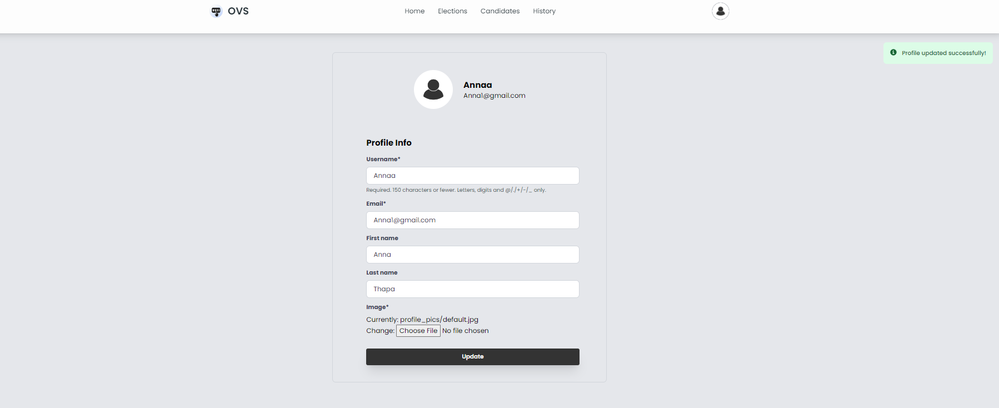 OVS
Home Elections Candidates History
Profile updated successfully!
Annaa
Anna1@gmail.com
Profile Info
Username*
Annaa
Required. 150 characters or fewer. Letters, digits and @/./+/-/_ only.
Email*
Anna1@gmail.com
First name
Anna
Last name
Thapa
Image*
Currently: profile_pics/default.jpg
Change: Choose File No file chosen
Update